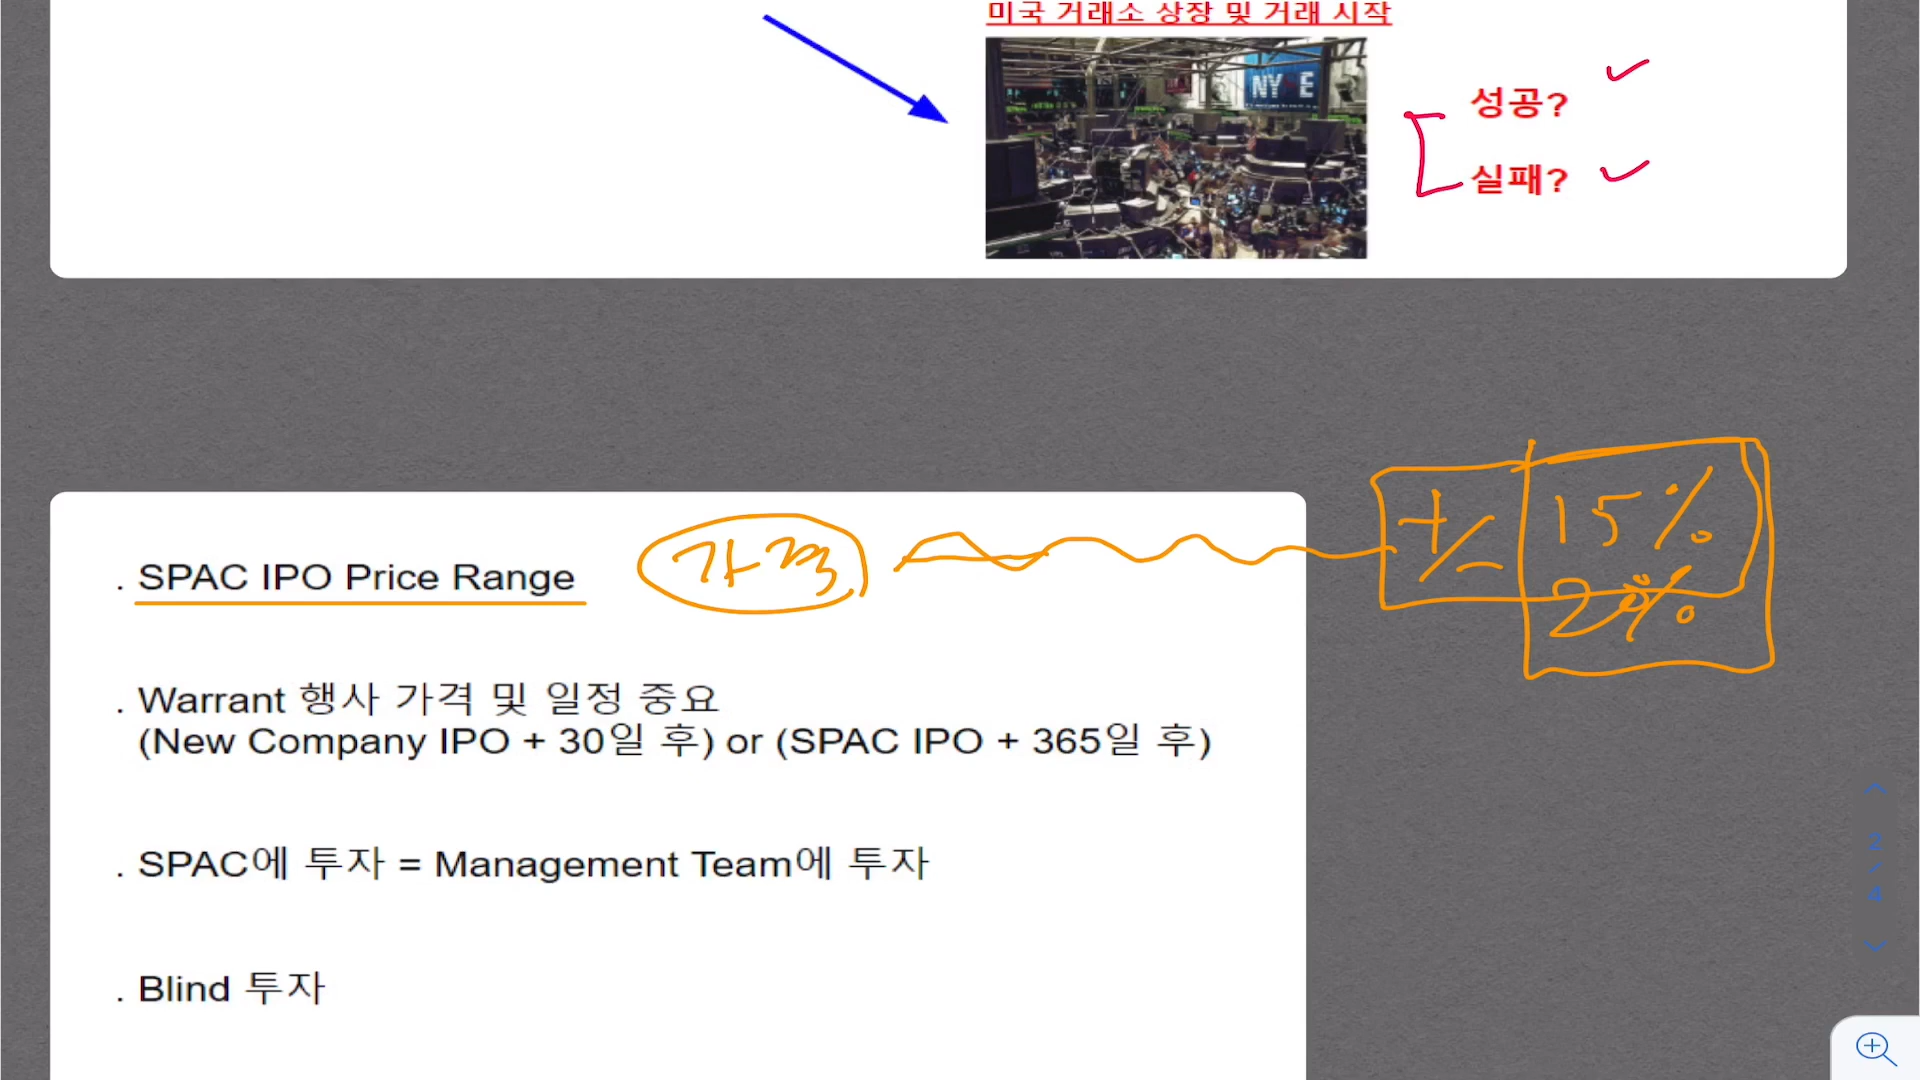 미국 거래소 상장 및 거래 시작
NYSE
성공?
실패?
. SPAC IPO Price Range
가격
+/-
15%
20%
. Warrant 행사 가격 및 일정 중요
(New Company IPO + 30일 후) or (SPAC IPO + 365일 후)
. SPAC에 투자 = Management Team에 투자
. Blind 투자
2
/
4